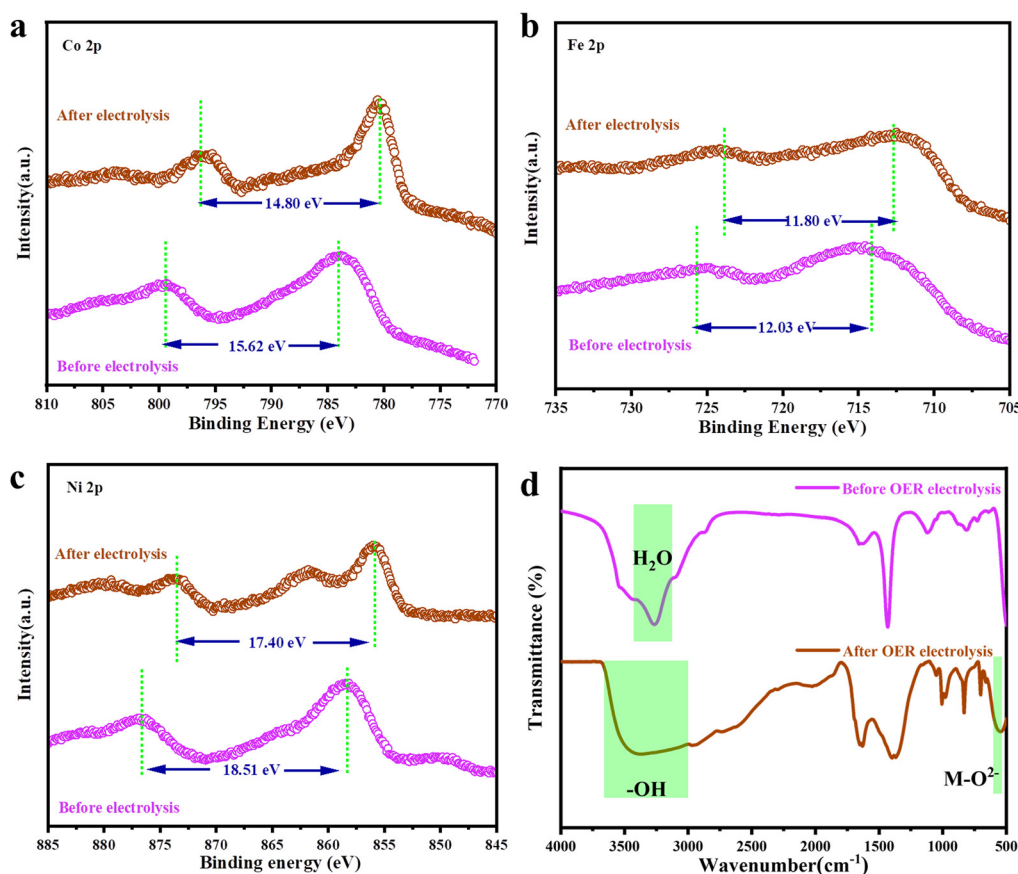 a
Co 2p
After electrolysis
14.80 eV
15.62 eV
Before electrolysis
Intensity(a.u.)
810 805 800 795 790 785 780 775 770
Binding Energy (eV)
b
Fe 2p
After electrolysis
11.80 eV
12.03 eV
Before electrolysis
Intensity(a.u.)
735 730 725 720 715 710 705
Binding Energy (eV)
c
Ni 2p
After electrolysis
17.40 eV
18.51 eV
Before electrolysis
Intensity(a.u.)
885 880 875 870 865 860 855 850 845
Binding energy (eV)
d
Before OER electrolysis
H₂O
After OER electrolysis
-OH
M-O²⁻
Transmittance (%)
4000 3500 3000 2500 2000 1500 1000 500
Wavenumber(cm⁻¹)